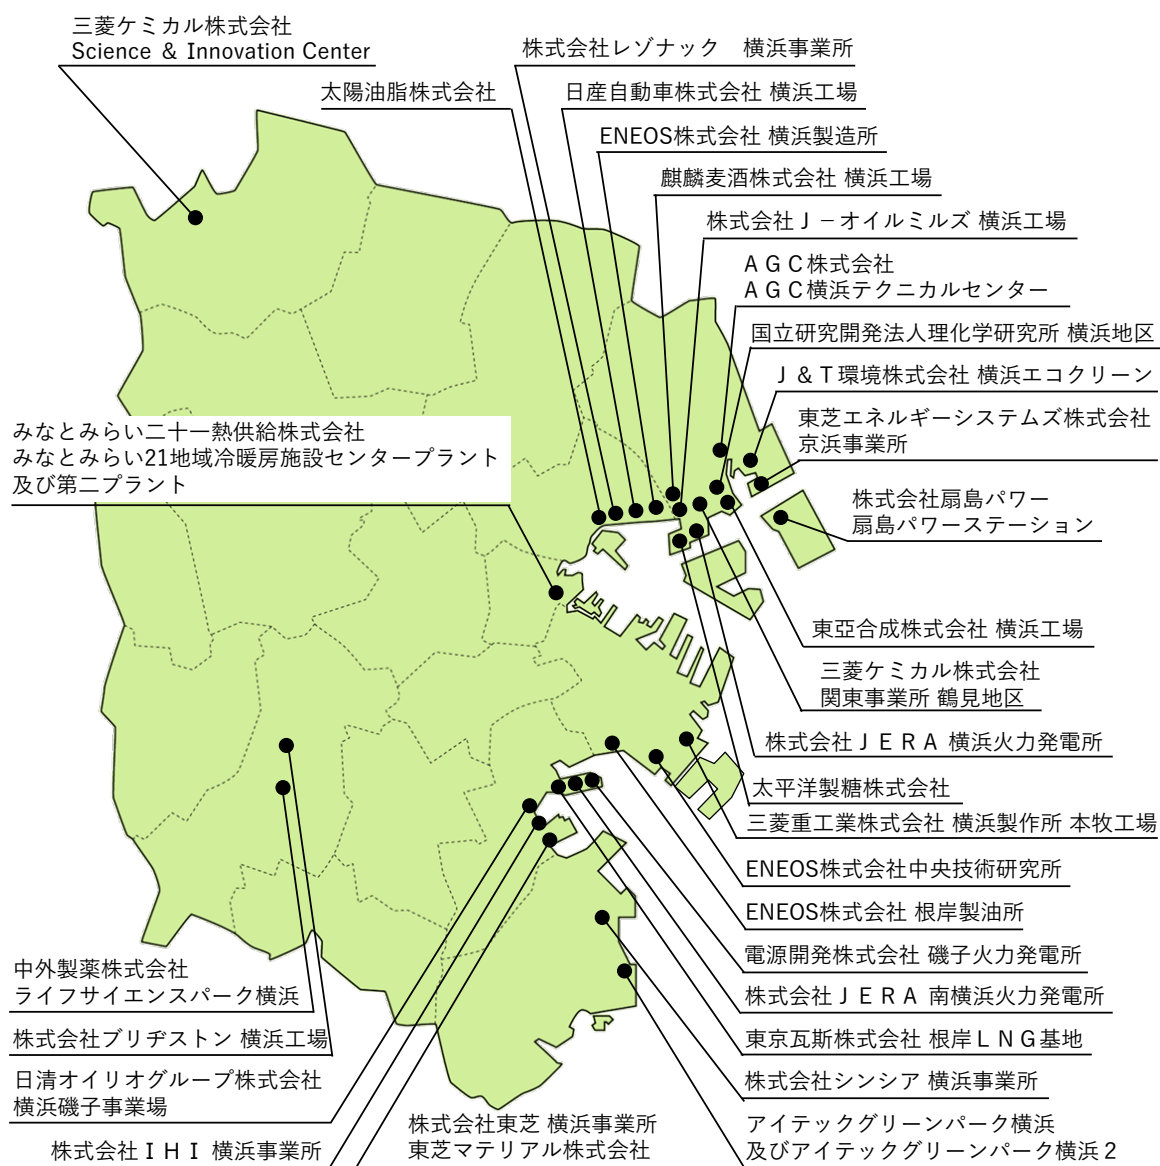 三菱ケミカル株式会社
Science & Innovation Center
株式会社レゾナック　横浜事業所
太陽油脂株式会社
日産自動車株式会社 横浜工場
ENEOS株式会社 横浜製造所
麒麟麦酒株式会社 横浜工場
株式会社Ｊ－オイルミルズ 横浜工場
ＡＧＣ株式会社
ＡＧＣ横浜テクニカルセンター
国立研究開発法人理化学研究所 横浜地区
Ｊ＆Ｔ環境株式会社 横浜エコクリーン
東芝エネルギーシステムズ株式会社
京浜事業所
みなとみらい二十一熱供給株式会社
みなとみらい21地域冷暖房施設センタープラント
及び第二プラント
株式会社扇島パワー
扇島パワーステーション
東亞合成株式会社 横浜工場
三菱ケミカル株式会社
関東事業所 鶴見地区
株式会社ＪＥＲＡ 横浜火力発電所
太平洋製糖株式会社
三菱重工業株式会社 横浜製作所 本牧工場
ENEOS株式会社中央技術研究所
ENEOS株式会社 根岸製油所
電源開発株式会社 磯子火力発電所
株式会社ＪＥＲＡ 南横浜火力発電所
東京瓦斯株式会社 根岸ＬＮＧ基地
株式会社シンシア 横浜事業所
アイテックグリーンパーク横浜
及びアイテックグリーンパーク横浜２
中外製薬株式会社
ライフサイエンスパーク横浜
株式会社ブリヂストン 横浜工場
日清オイリオグループ株式会社
横浜磯子事業場
株式会社ＩＨＩ 横浜事業所
株式会社東芝 横浜事業所
東芝マテリアル株式会社